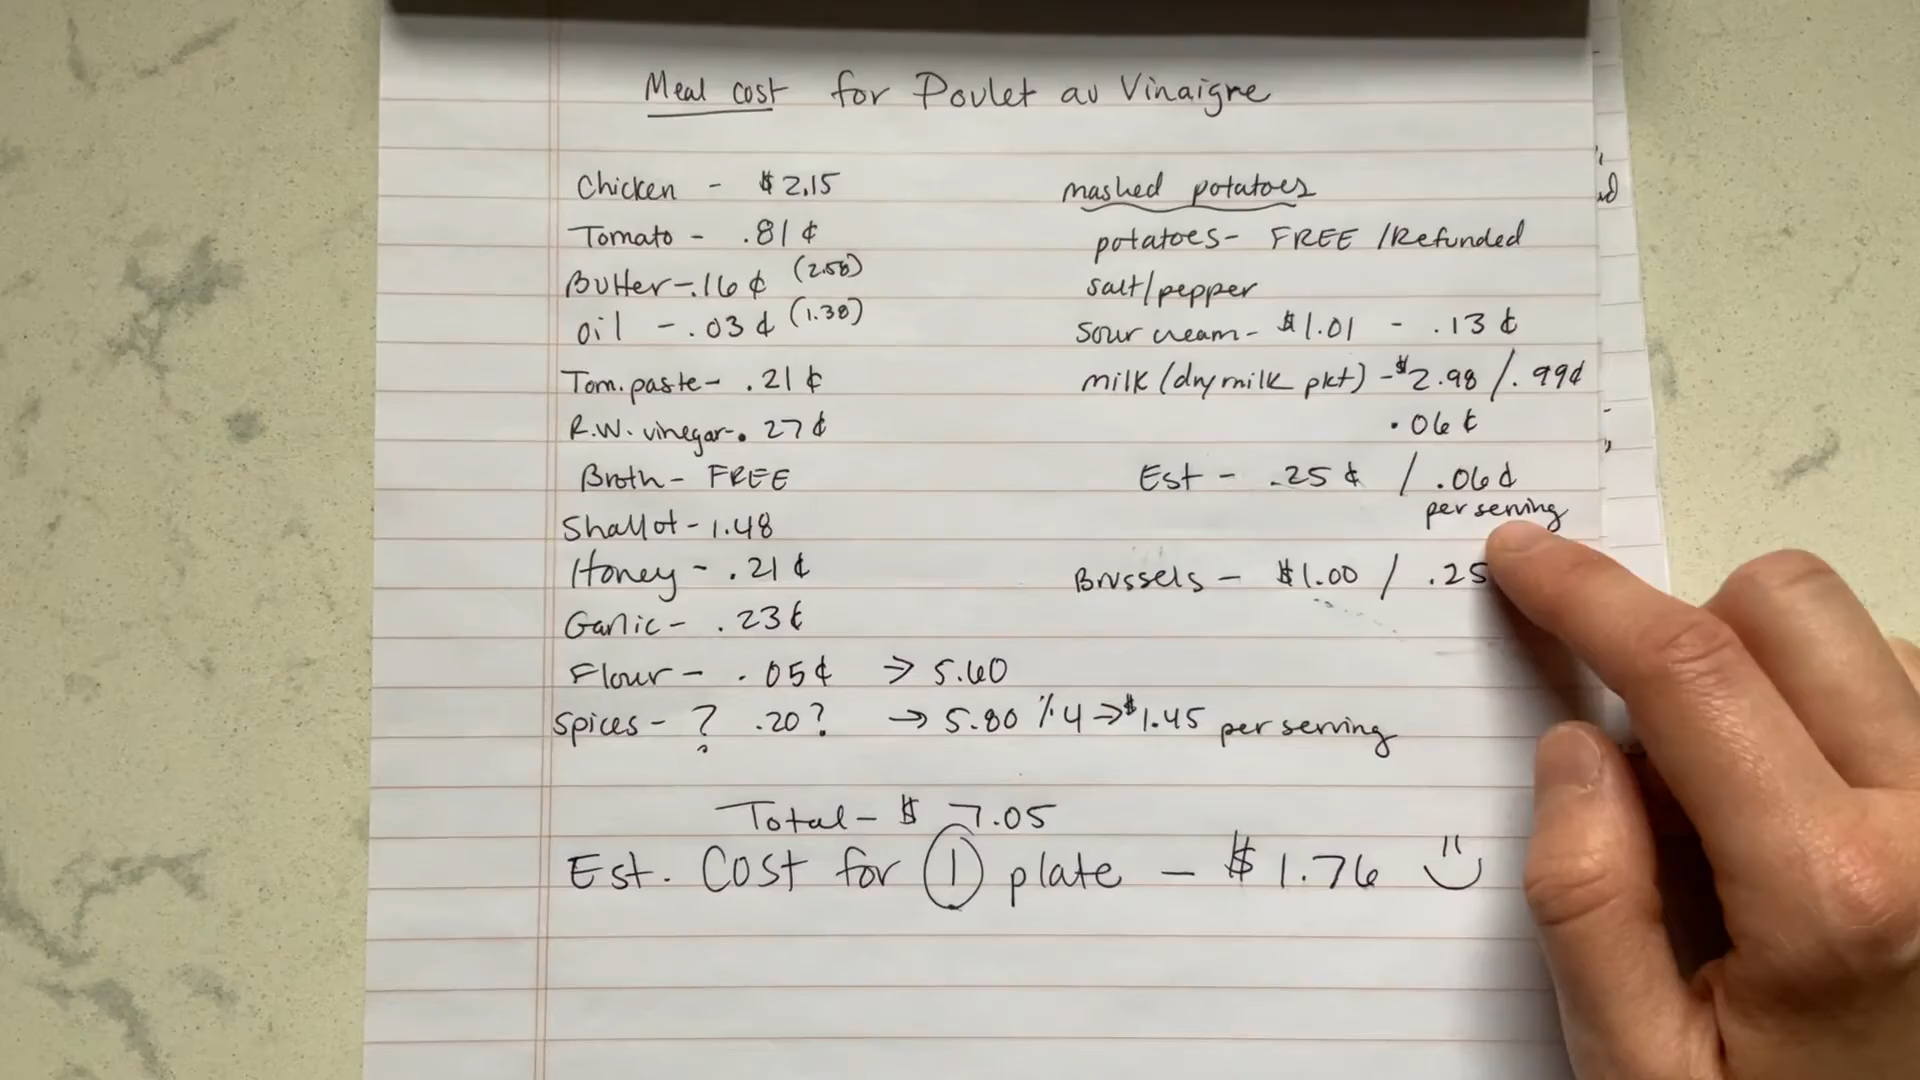 Meal cost for Poulet au Vinaigre
Chicken - $2.15
Tomato - .81¢
Butter - .16¢ (2.58)
oil - .03¢ (1.38)
Tom. paste - .21¢
R.W. vinegar - .27¢
Broth - FREE
Shallot - 1.48
Honey - .21¢
Garlic - .23¢
Flour - .05¢ → 5.60
spices - ? .20? → 5.80 % 4 → $1.45 per serving
mashed potatoes
potatoes - FREE / Refunded
salt/pepper
sour cream - $1.01 - .13¢
milk (dry milk pkt) - $2.98 / .99¢
.06¢
Est - .25¢ / .06¢
per serving
Brussels - $1.00 / .25
Total - $ 7.05
Est. Cost for 1 plate - $1.76